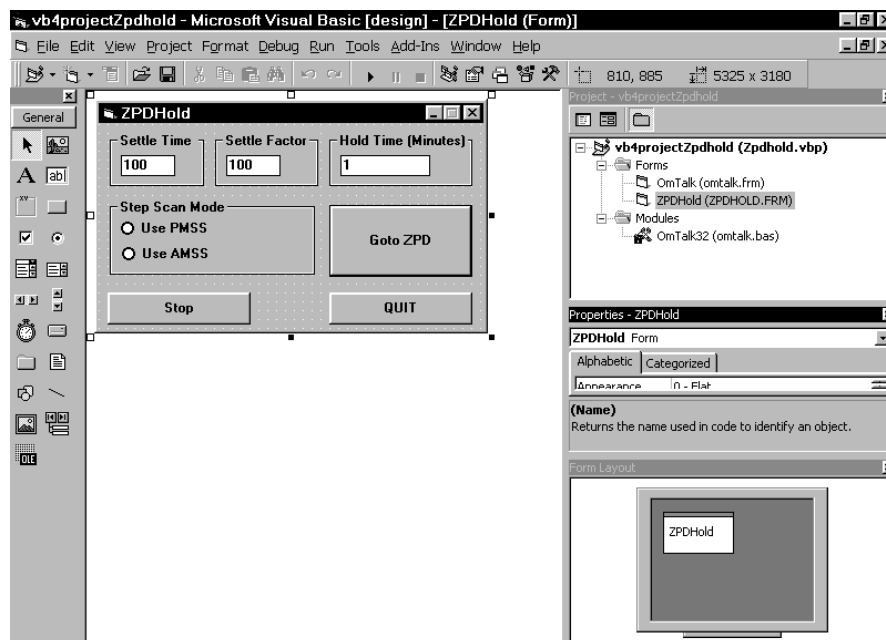 vb4projectZpdhold - Microsoft Visual Basic [design] - [ZPDHold (Form)]
File Edit View Project Format Debug Run Tools Add-Ins Window Help
810, 885 5325 x 3180
General
A
ab|
XY
OLE
ZPDHold
Settle Time
100
Settle Factor
100
Hold Time (Minutes)
1
Step Scan Mode
Use PMSS
Use AMSS
Goto ZPD
Stop
QUIT
Project - vb4projectZpdhold
vb4projectZpdhold (Zpdhold.vbp)
Forms
OmTalk (omtalk.frm)
ZPDHold (ZPDHOLD.FRM)
Modules
OmTalk32 (omtalk.bas)
Properties - ZPDHold
ZPDHold Form
Alphabetic Categorized
Appearance 0 - Flat
(Name)
Returns the name used in code to identify an object.
Form Layout
ZPDHold